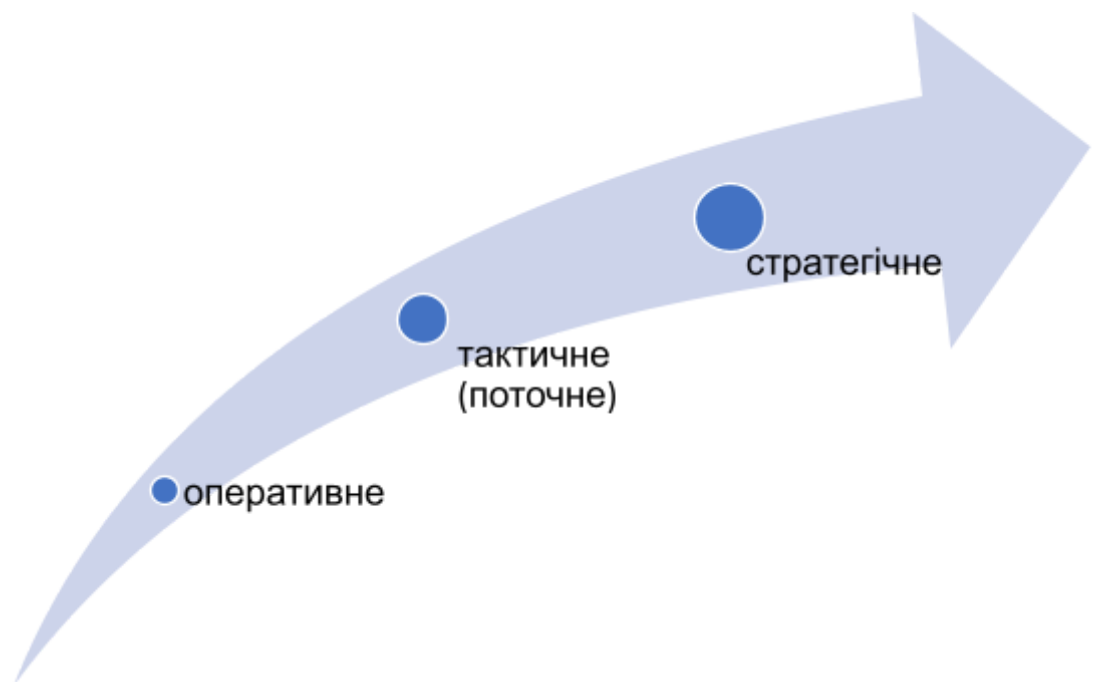 стратегічне
тактичне
(поточне)
оперативне